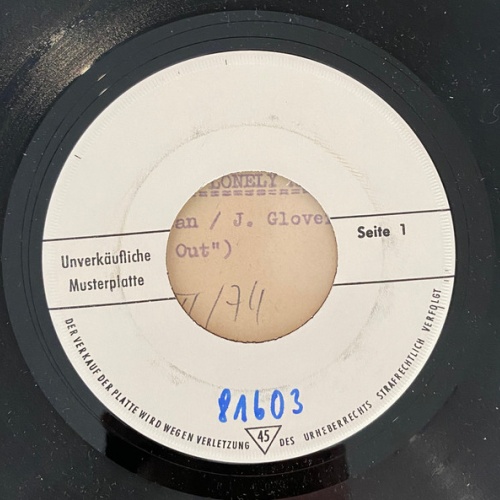 LONELY
an / J. Glove
Out")
Seite 1
Unverkäufliche
Musterplatte
/74
81603
45
DER VERKAUF DER PLATTE WIRD WEGEN VERLETZUNG DES URHEBERRECHTS STRAFRECHTLICH VERFOLGT